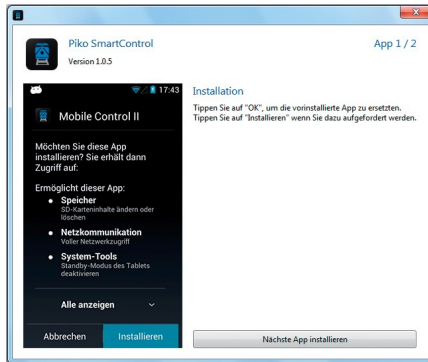 Piko SmartControl
App 1 / 2
Version 1.0.5
17:43
Mobile Control II
Möchten Sie diese App
installieren? Sie erhält dann
Zugriff auf:
Ermöglicht dieser App:
Speicher
SD-Karteninhalte ändern oder
löschen
Netzkommunikation
Voller Netzwerkzugriff
System-Tools
Standby-Modus des Tablets
deaktivieren
Alle anzeigen
Abbrechen
Installieren
Installation
Tippen Sie auf "OK", um die vorinstallierte App zu ersetzten.
Tippen Sie auf "Installieren" wenn Sie dazu aufgefordert werden.
Nächste App installieren